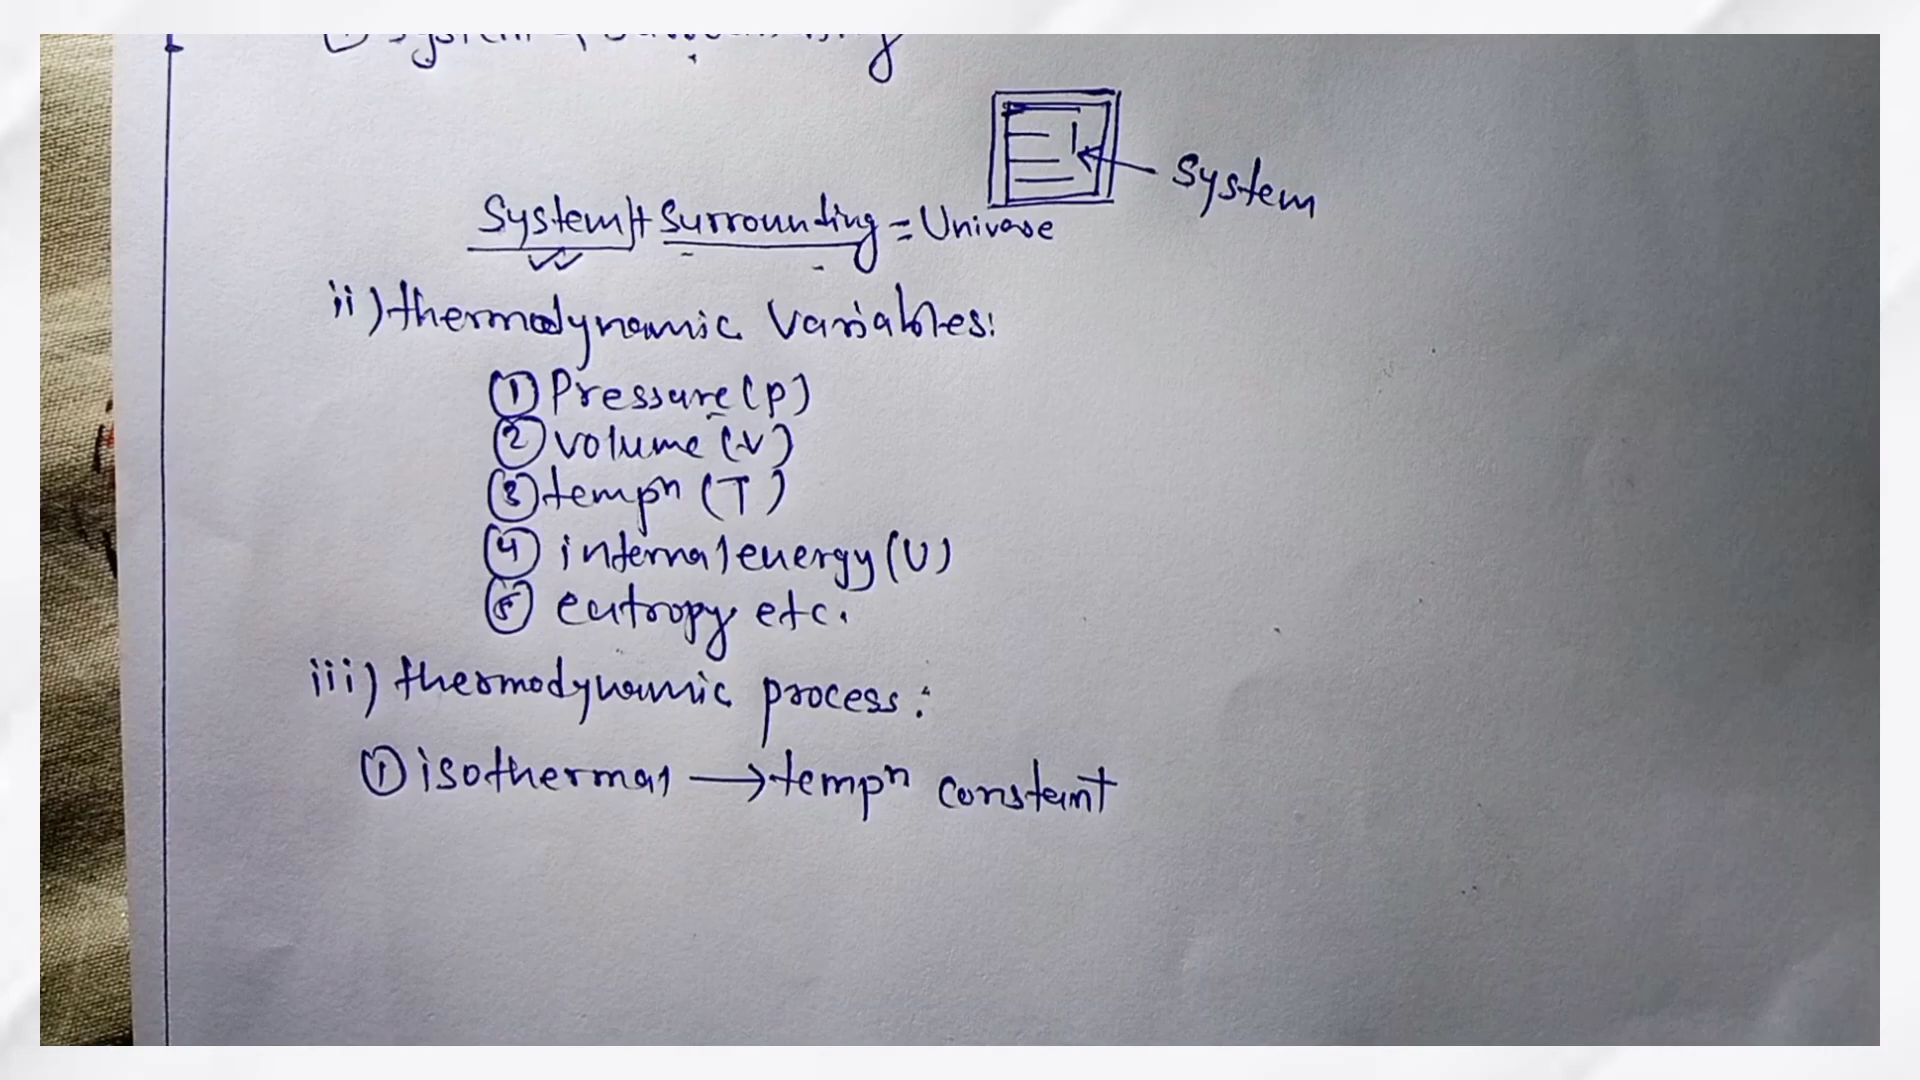 System
System + Surrounding = Universe
ii) thermodynamic variables:
① Pressure (P)
② volume (V)
③ tempⁿ (T)
④ internal energy (U)
⑤ entropy etc.
iii) thermodynamic process:
① isothermal → tempⁿ constant